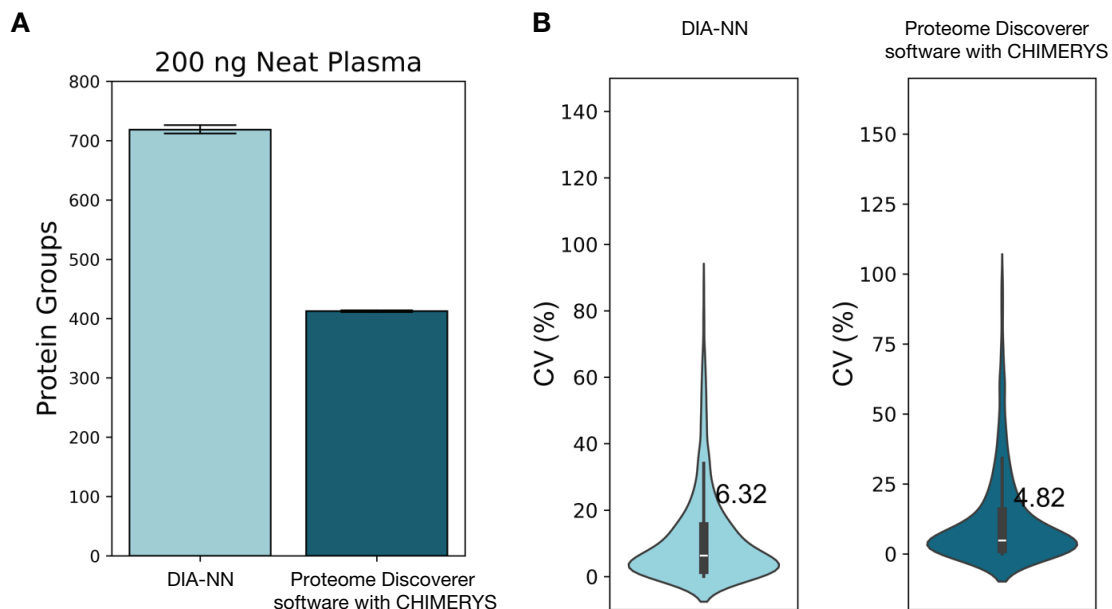 A
200 ng Neat Plasma
Protein Groups
800
700
600
500
400
300
200
100
0
DIA-NN
Proteome Discoverer
software with CHIMERYS
B
DIA-NN
CV (%)
140
120
100
80
60
40
20
0
6.32
Proteome Discoverer
software with CHIMERYS
CV (%)
150
125
100
75
50
25
0
4.82